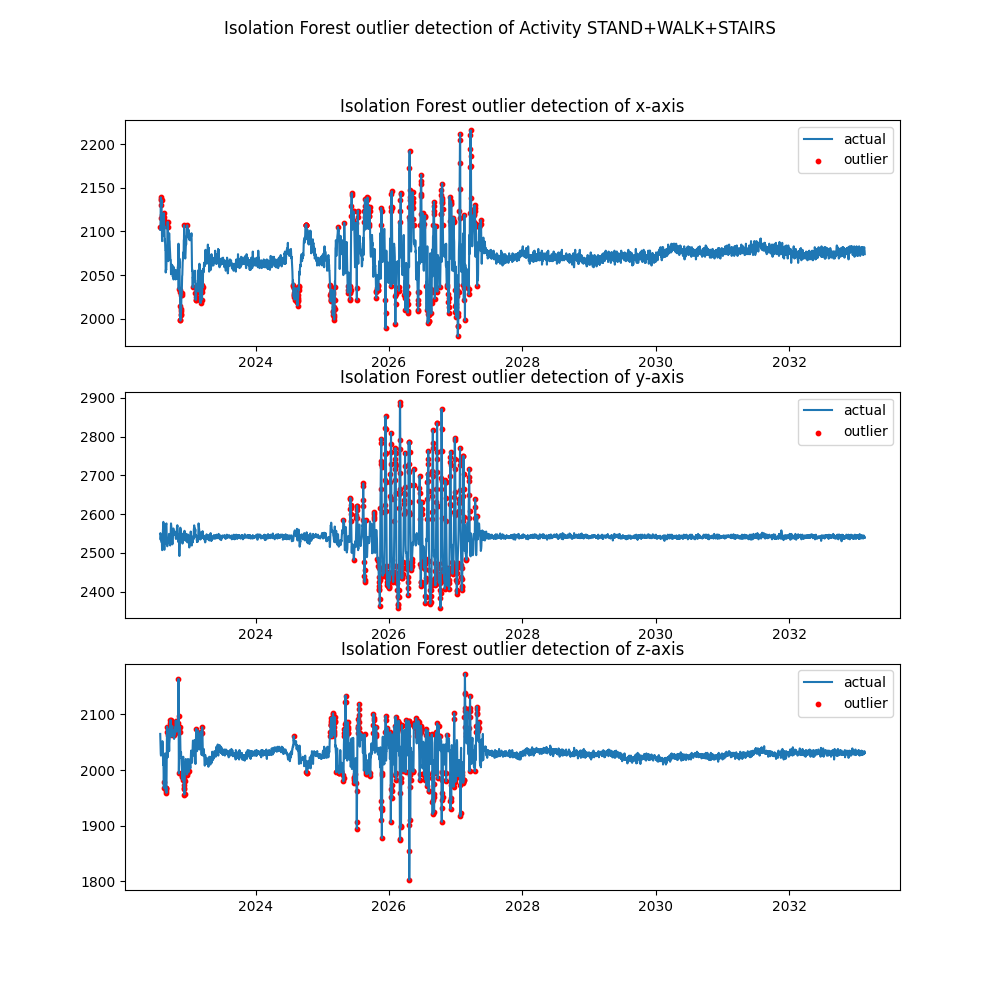 Isolation Forest outlier detection of Activity STAND+WALK+STAIRS
Isolation Forest outlier detection of x-axis
2200
2150
2100
2050
2000
actual
outlier
2024 2026 2028 2030 2032
Isolation Forest outlier detection of y-axis
2900
2800
2700
2600
2500
2400
actual
outlier
2024 2026 2028 2030 2032
Isolation Forest outlier detection of z-axis
2100
2000
1900
1800
actual
outlier
2024 2026 2028 2030 2032